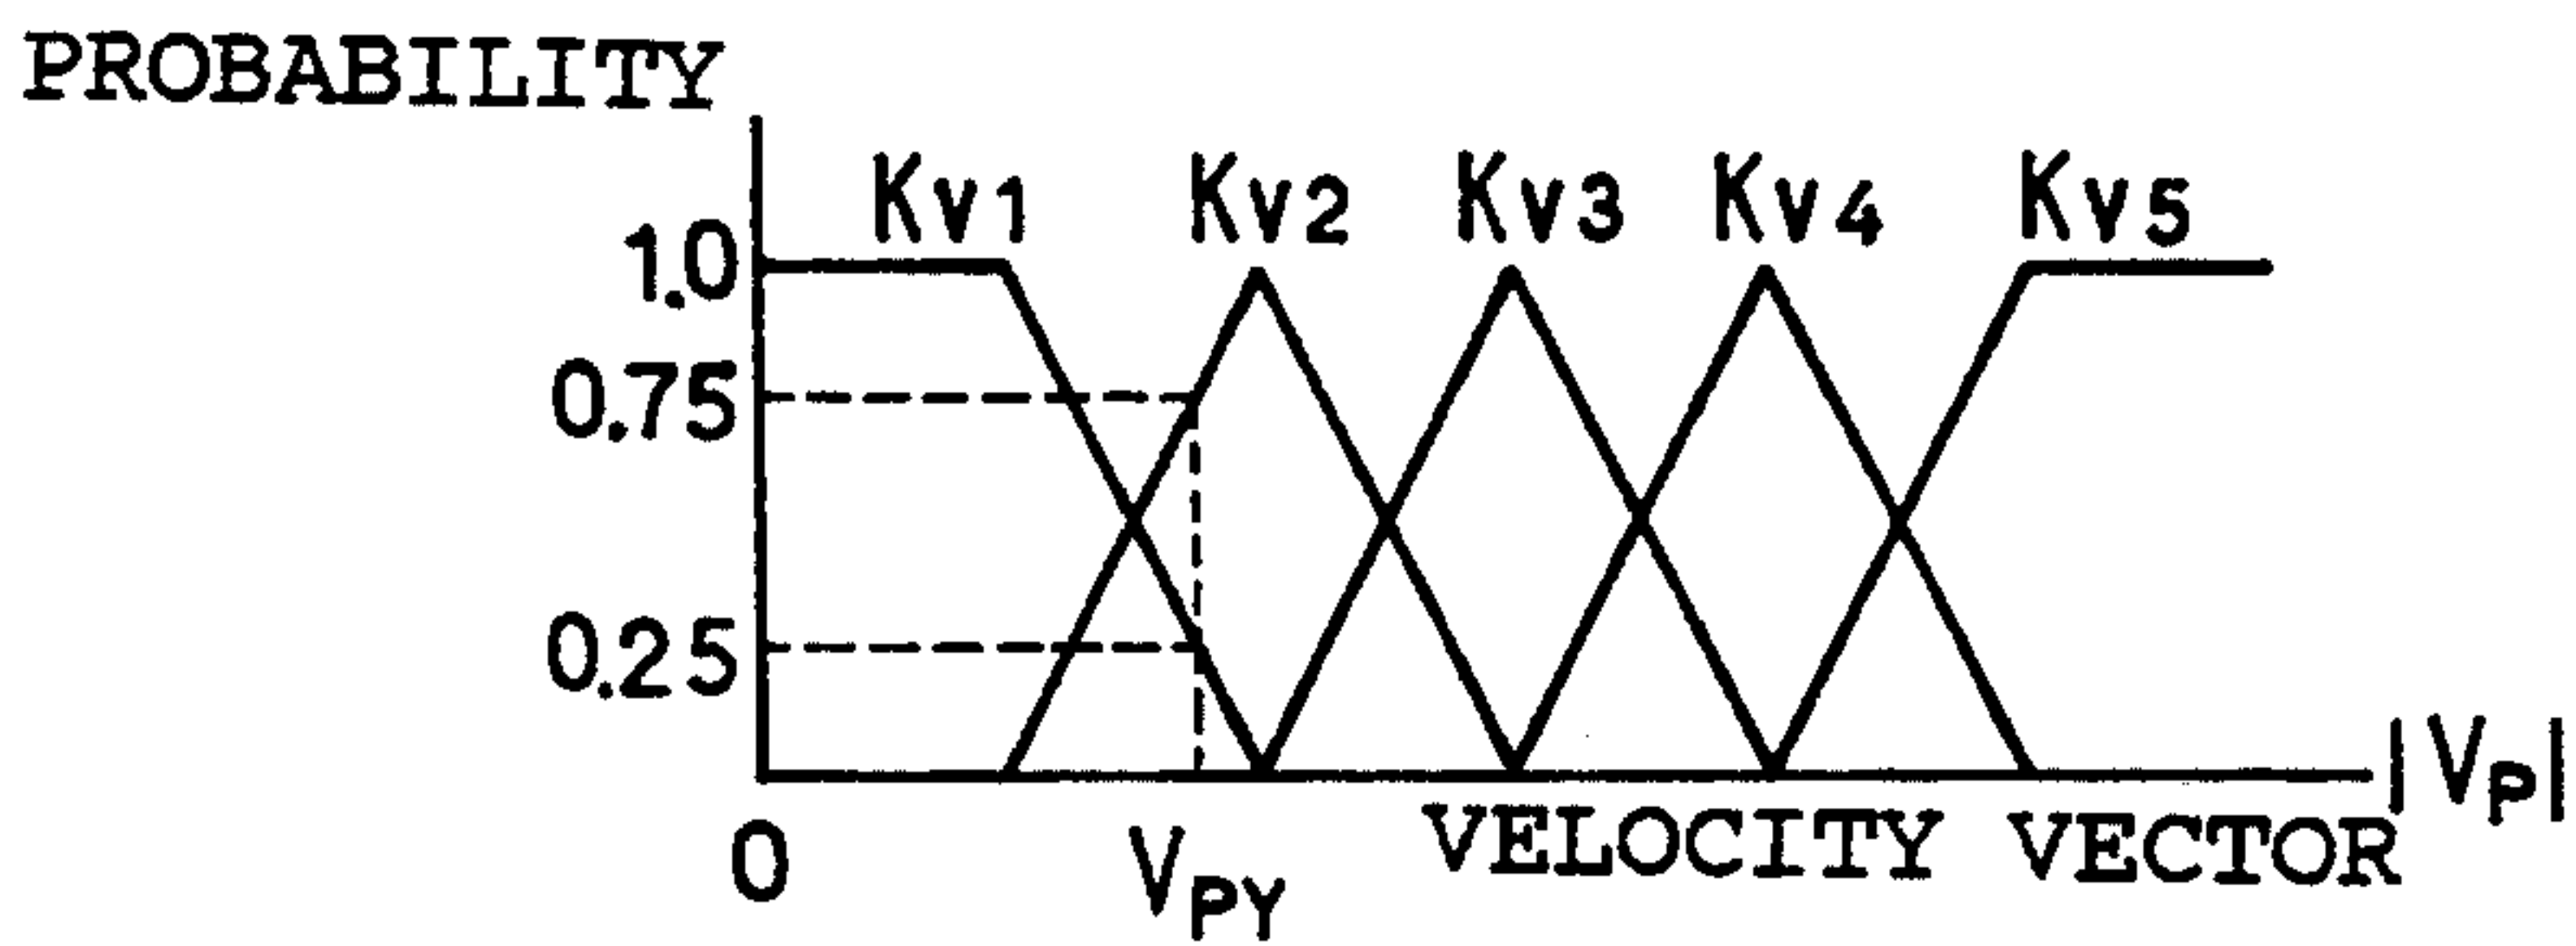 PROBABILITY
Kv1 Kv2 Kv3 Kv4 Kv5
1.0
0.75
0.25
|VP|
0 VPY VELOCITY VECTOR